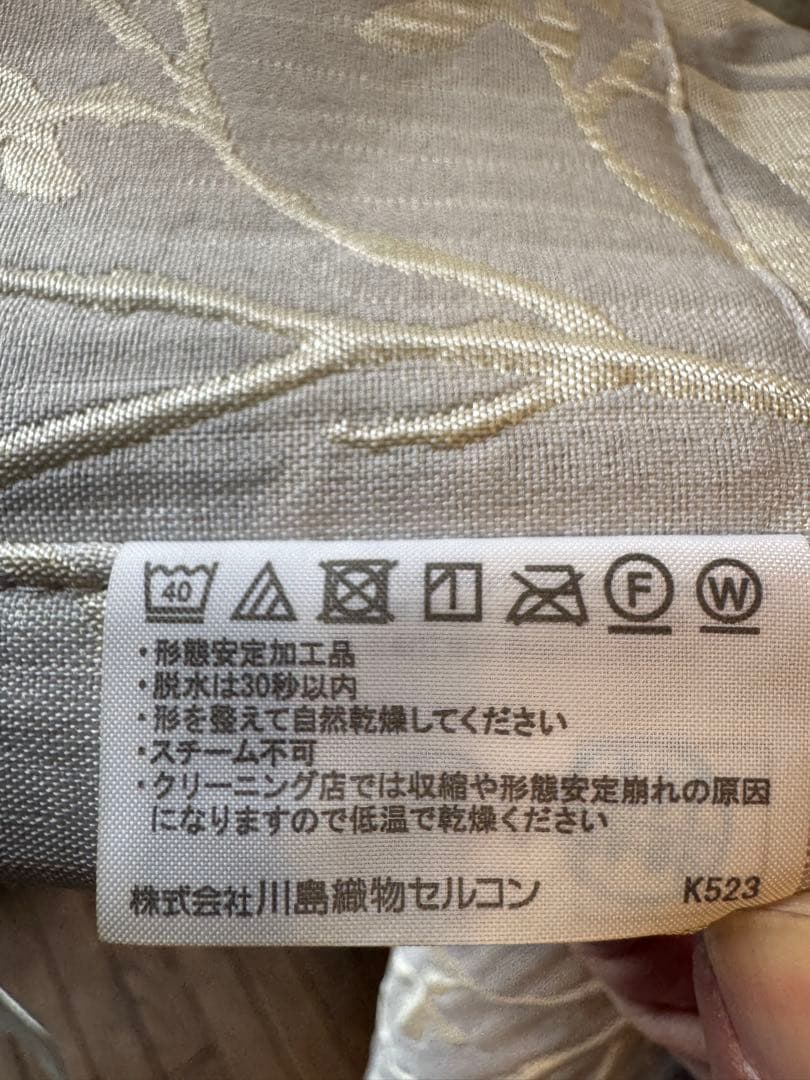 40 F W
・形態安定加工品
・脱水は30秒以内
・形を整えて自然乾燥してください
・スチーム不可
・クリーニング店では収縮や形態安定崩れの原因
になりますので低温で乾燥ください
株式会社川島織物セルコン K523